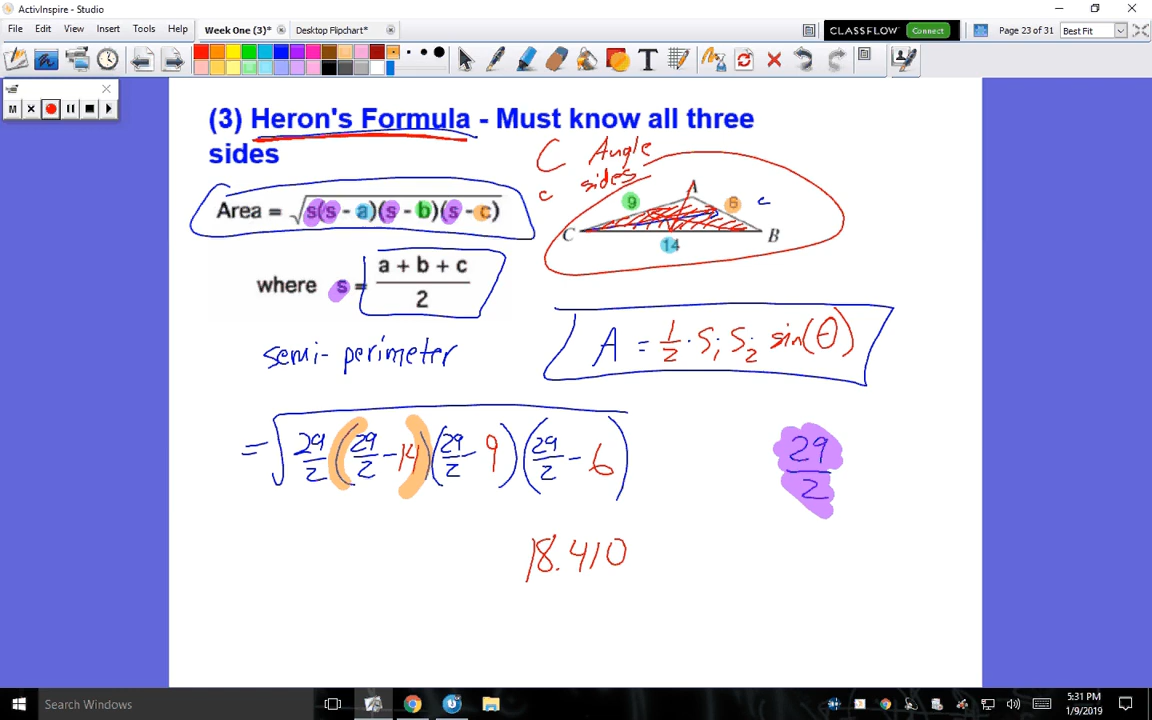 ActivInspire - Studio
File Edit View Insert Tools Help
Week One (3)* Desktop Flipchart*
CLASSFLOW Connect
Page 23 of 31
Best Fit
M
(3) Heron's Formula - Must know all three
sides
C Angle
c sides
Area = √s(s - a)(s - b)(s - c)
9 A 6 c
C 14 B
where s = a + b + c
2
semi-perimeter
A = 1/2 · S₁ S₂ sin(θ)
= √29/2 (29/2 - 14)(29/2 - 9)(29/2 - 6)
29
2
18.410
Search Windows
5:31 PM
1/9/2019